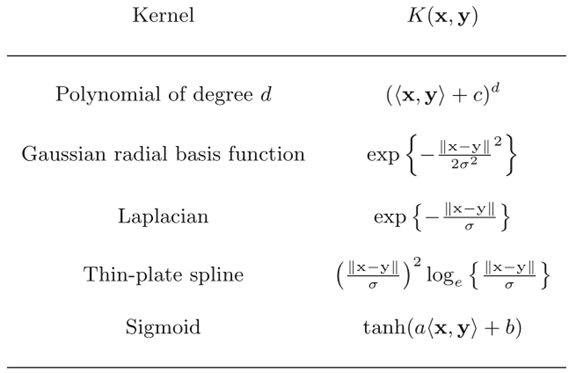 Kernel K(x, y)
Polynomial of degree d (⟨x, y⟩ + c)^d
Gaussian radial basis function exp{−‖x−y‖²/2σ²}
Laplacian exp{−‖x−y‖/σ}
Thin-plate spline (‖x−y‖/σ)² log_e{‖x−y‖/σ}
Sigmoid tanh(a⟨x, y⟩ + b)